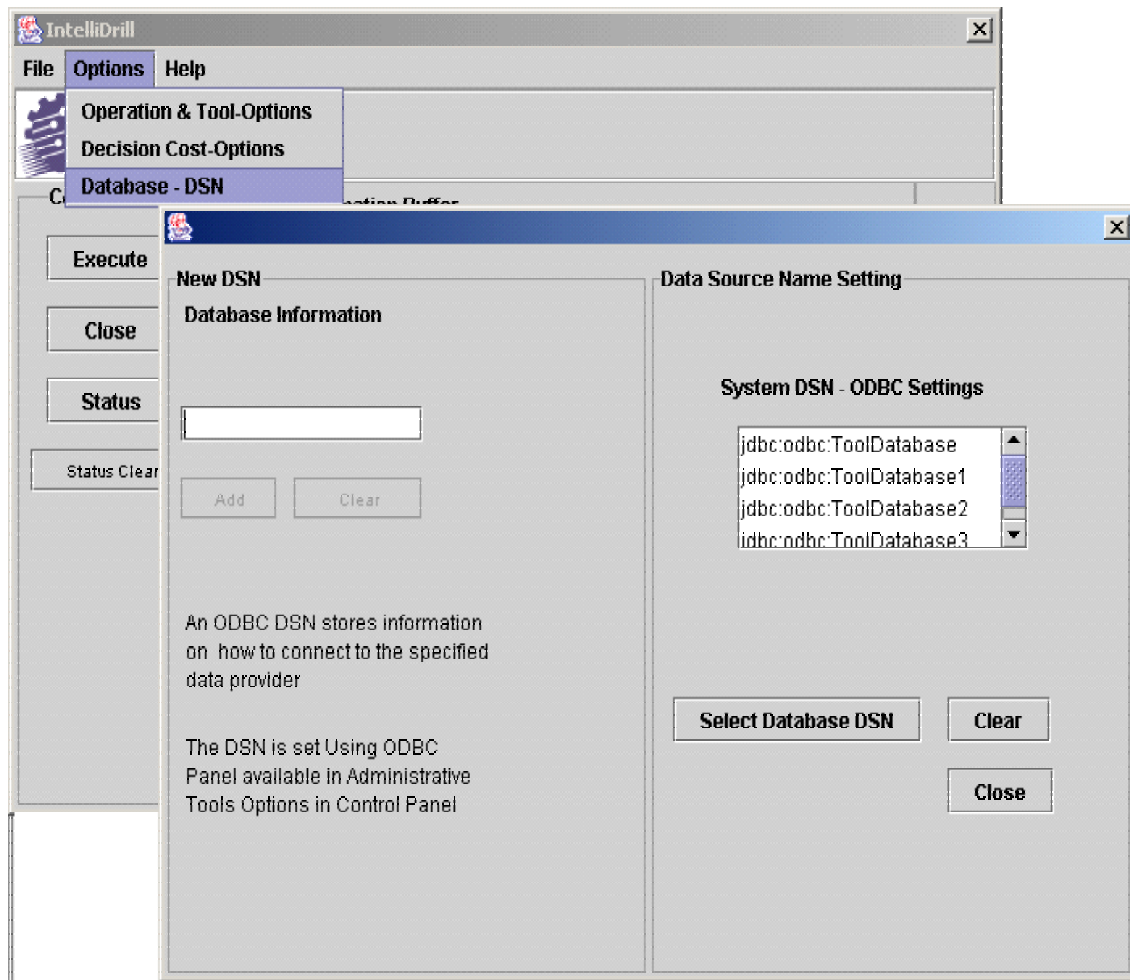 IntelliDrill
File Options Help
Operation & Tool-Options
Decision Cost-Options
Database - DSN
Execute
Close
Status
Status Clear
New DSN
Database Information
Add Clear
An ODBC DSN stores information
on how to connect to the specified
data provider
The DSN is set Using ODBC
Panel available in Administrative
Tools Options in Control Panel
Data Source Name Setting
System DSN - ODBC Settings
jdbc:odbc:ToolDatabase
jdbc:odbc:ToolDatabase1
jdbc:odbc:ToolDatabase2
jdbc:odbc:ToolDatabase3
Select Database DSN Clear
Close